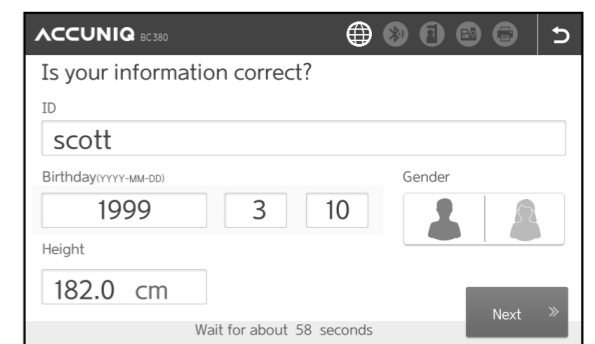 ACCUNIQ BC380
Is your information correct?
ID
scott
Birthday(YYYY-MM-DD)
Gender
1999 3 10
Height
182.0 cm
Next
Wait for about 58 seconds